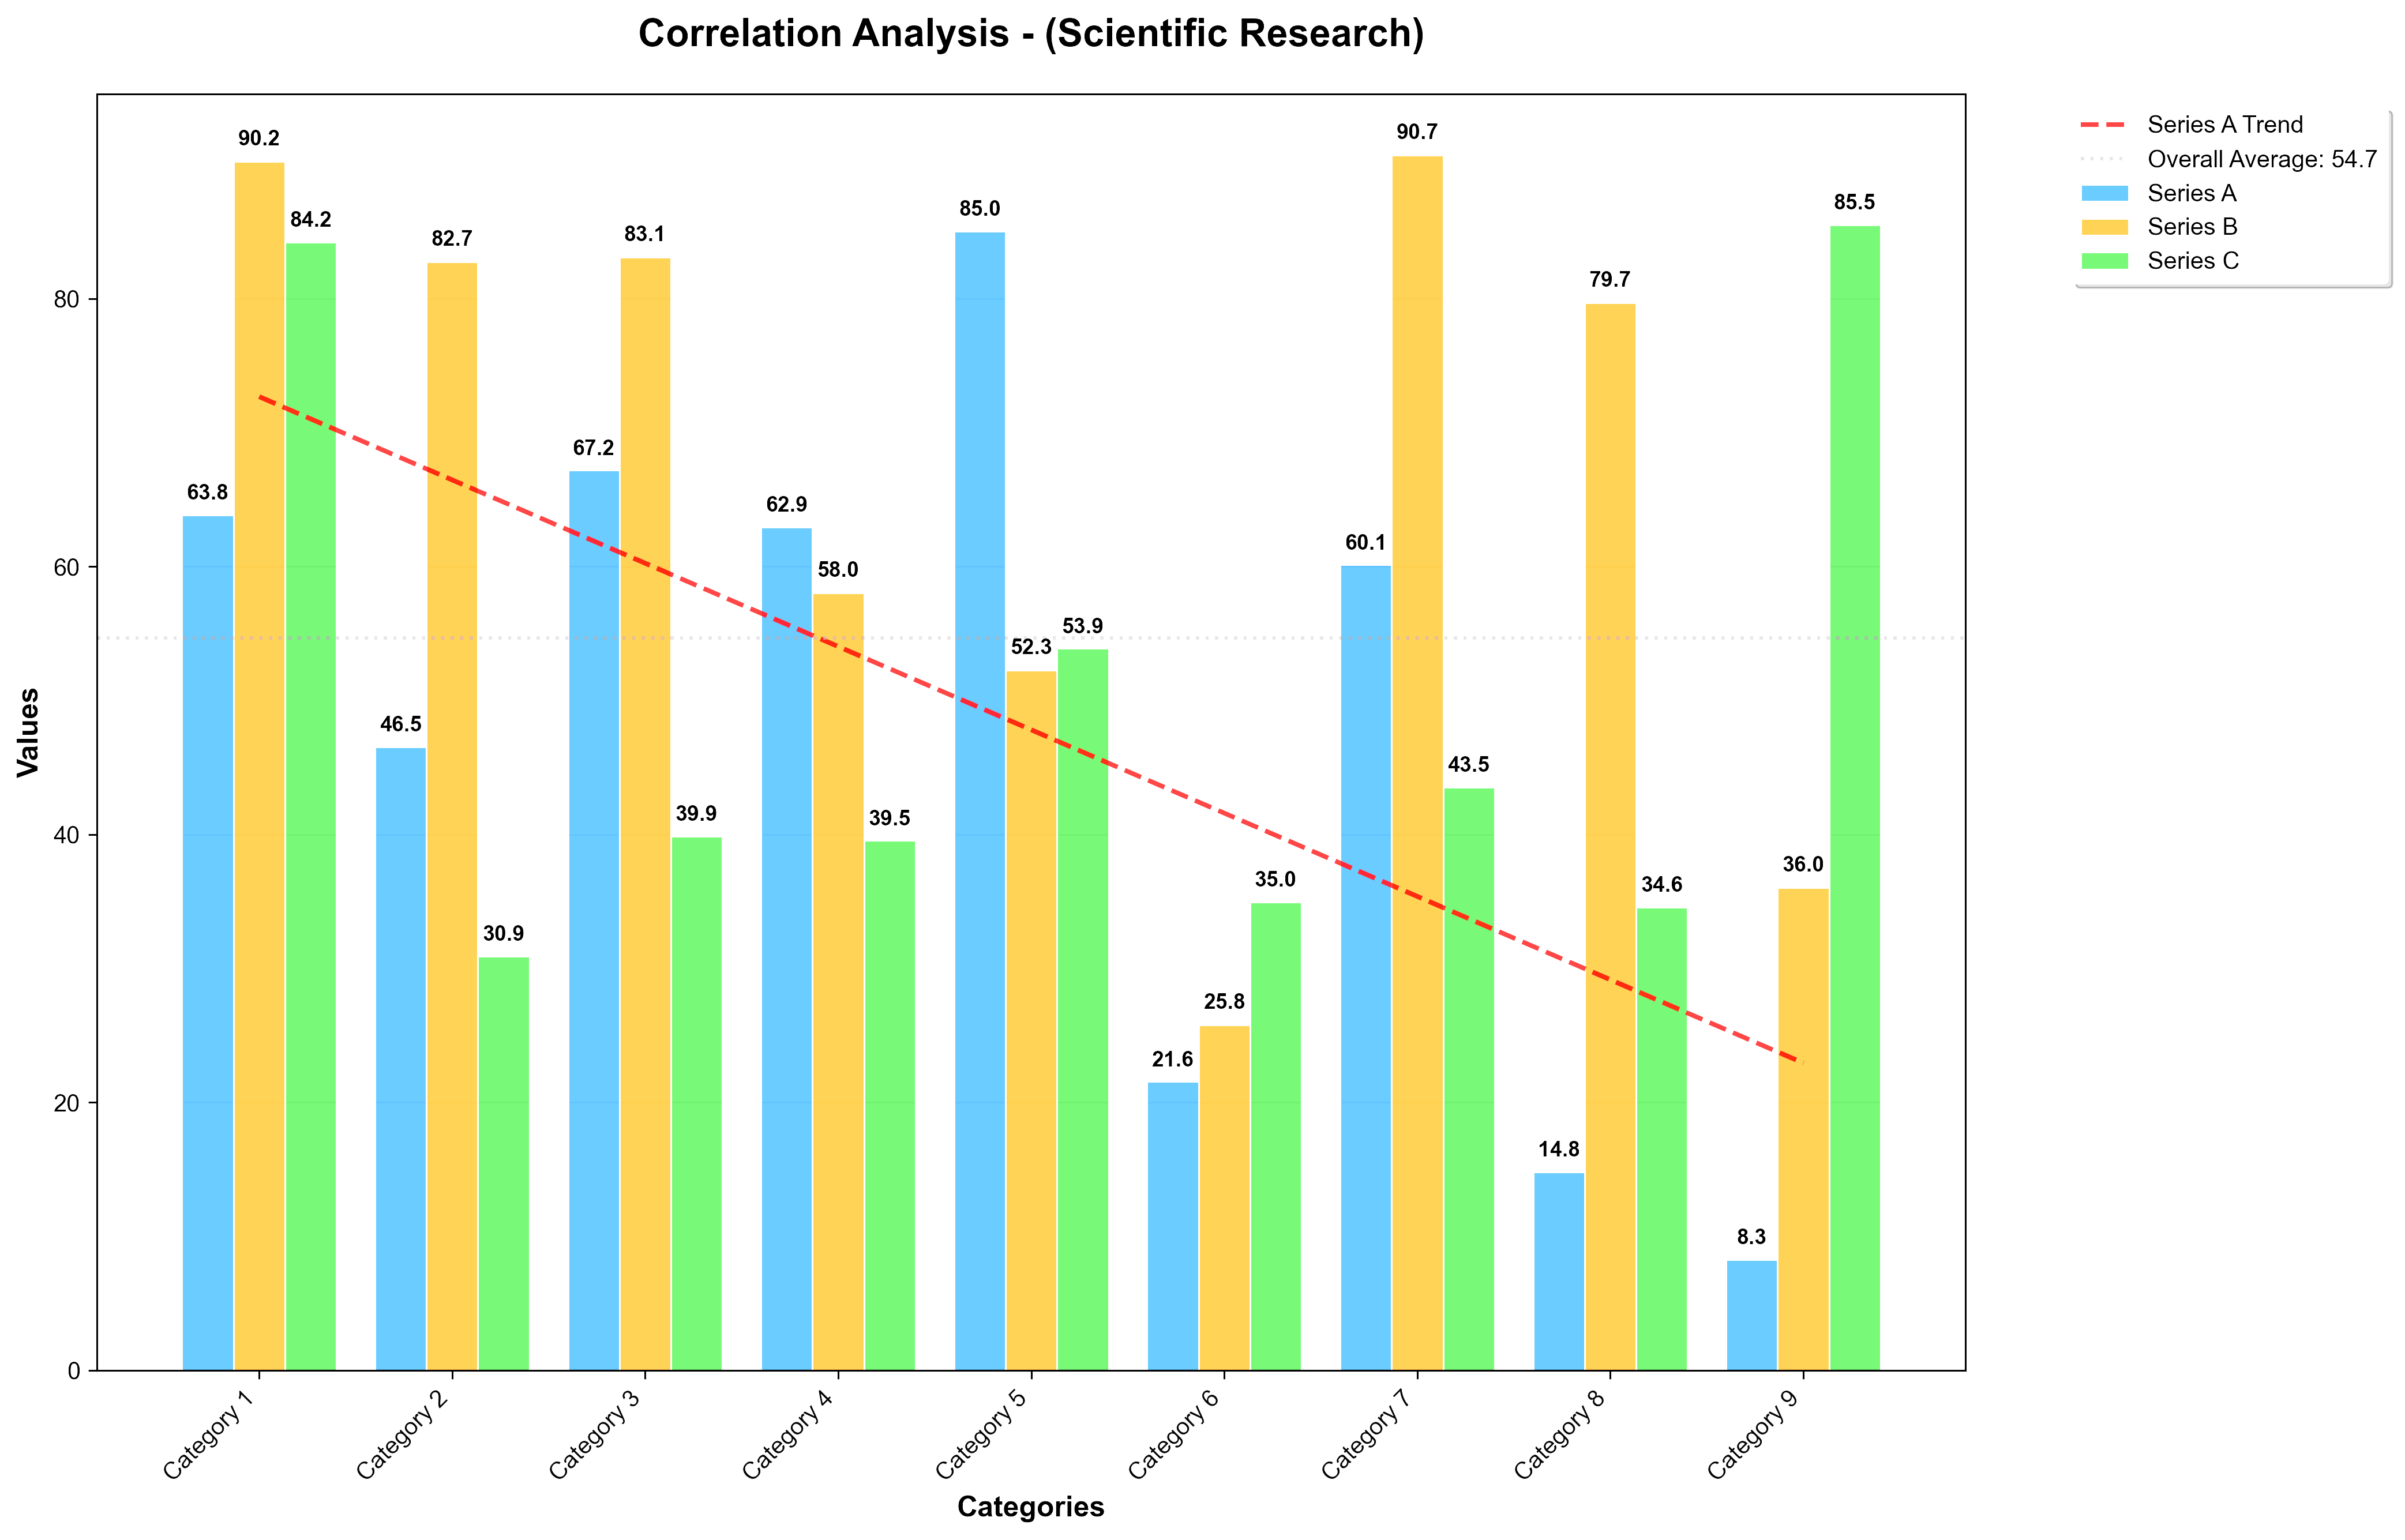 Correlation Analysis - (Scientific Research)
Series A Trend
Overall Average: 54.7
Series A
Series B
Series C
Values
80
60
40
20
0
63.8
90.2
84.2
46.5
82.7
30.9
67.2
83.1
39.9
62.9
58.0
39.5
85.0
52.3
53.9
21.6
25.8
35.0
60.1
90.7
43.5
14.8
79.7
34.6
8.3
36.0
85.5
Category 1
Category 2
Category 3
Category 4
Category 5
Category 6
Category 7
Category 8
Category 9
Categories